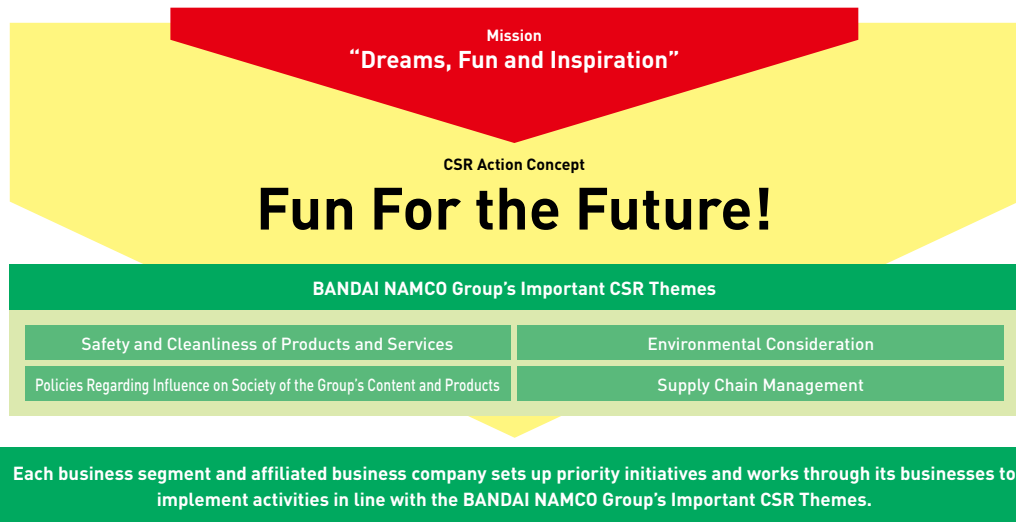 Mission
“Dreams, Fun and Inspiration”
CSR Action Concept
Fun For the Future!
BANDAI NAMCO Group’s Important CSR Themes
Safety and Cleanliness of Products and Services
Environmental Consideration
Policies Regarding Influence on Society of the Group’s Content and Products
Supply Chain Management
Each business segment and affiliated business company sets up priority initiatives and works through its businesses to
implement activities in line with the BANDAI NAMCO Group’s Important CSR Themes.